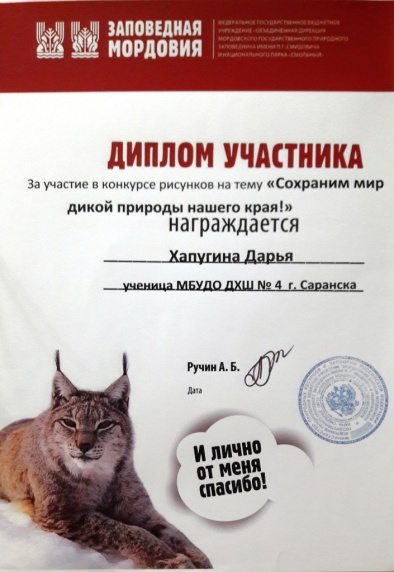 ЗАПОВЕДНАЯ
МОРДОВИЯ
ФЕДЕРАЛЬНОЕ ГОСУДАРСТВЕННОЕ БЮДЖЕТНОЕ
УЧРЕЖДЕНИЕ «ОБЪЕДИНЕННАЯ ДИРЕКЦИЯ
МОРДОВСКОГО ГОСУДАРСТВЕННОГО ПРИРОДНОГО
ЗАПОВЕДНИКА ИМЕНИ П.Г. СМИДОВИЧА
И НАЦИОНАЛЬНОГО ПАРКА «СМОЛЬНЫЙ»
ДИПЛОМ УЧАСТНИКА
За участие в конкурсе рисунков на тему «Сохраним мир
дикой природы нашего края!»
награждается
Хапугина Дарья
ученица МБУДО ДХШ № 4 г. Саранска
Ручин А. Б.
Дата
И лично
от меня
спасибо!